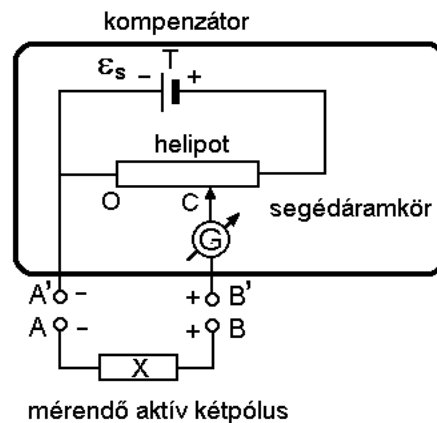 kompenzátor
εs - T +
helipot
O C
segédáramkör
G
A' - + B'
A - + B
X
mérendő aktív kétpólus